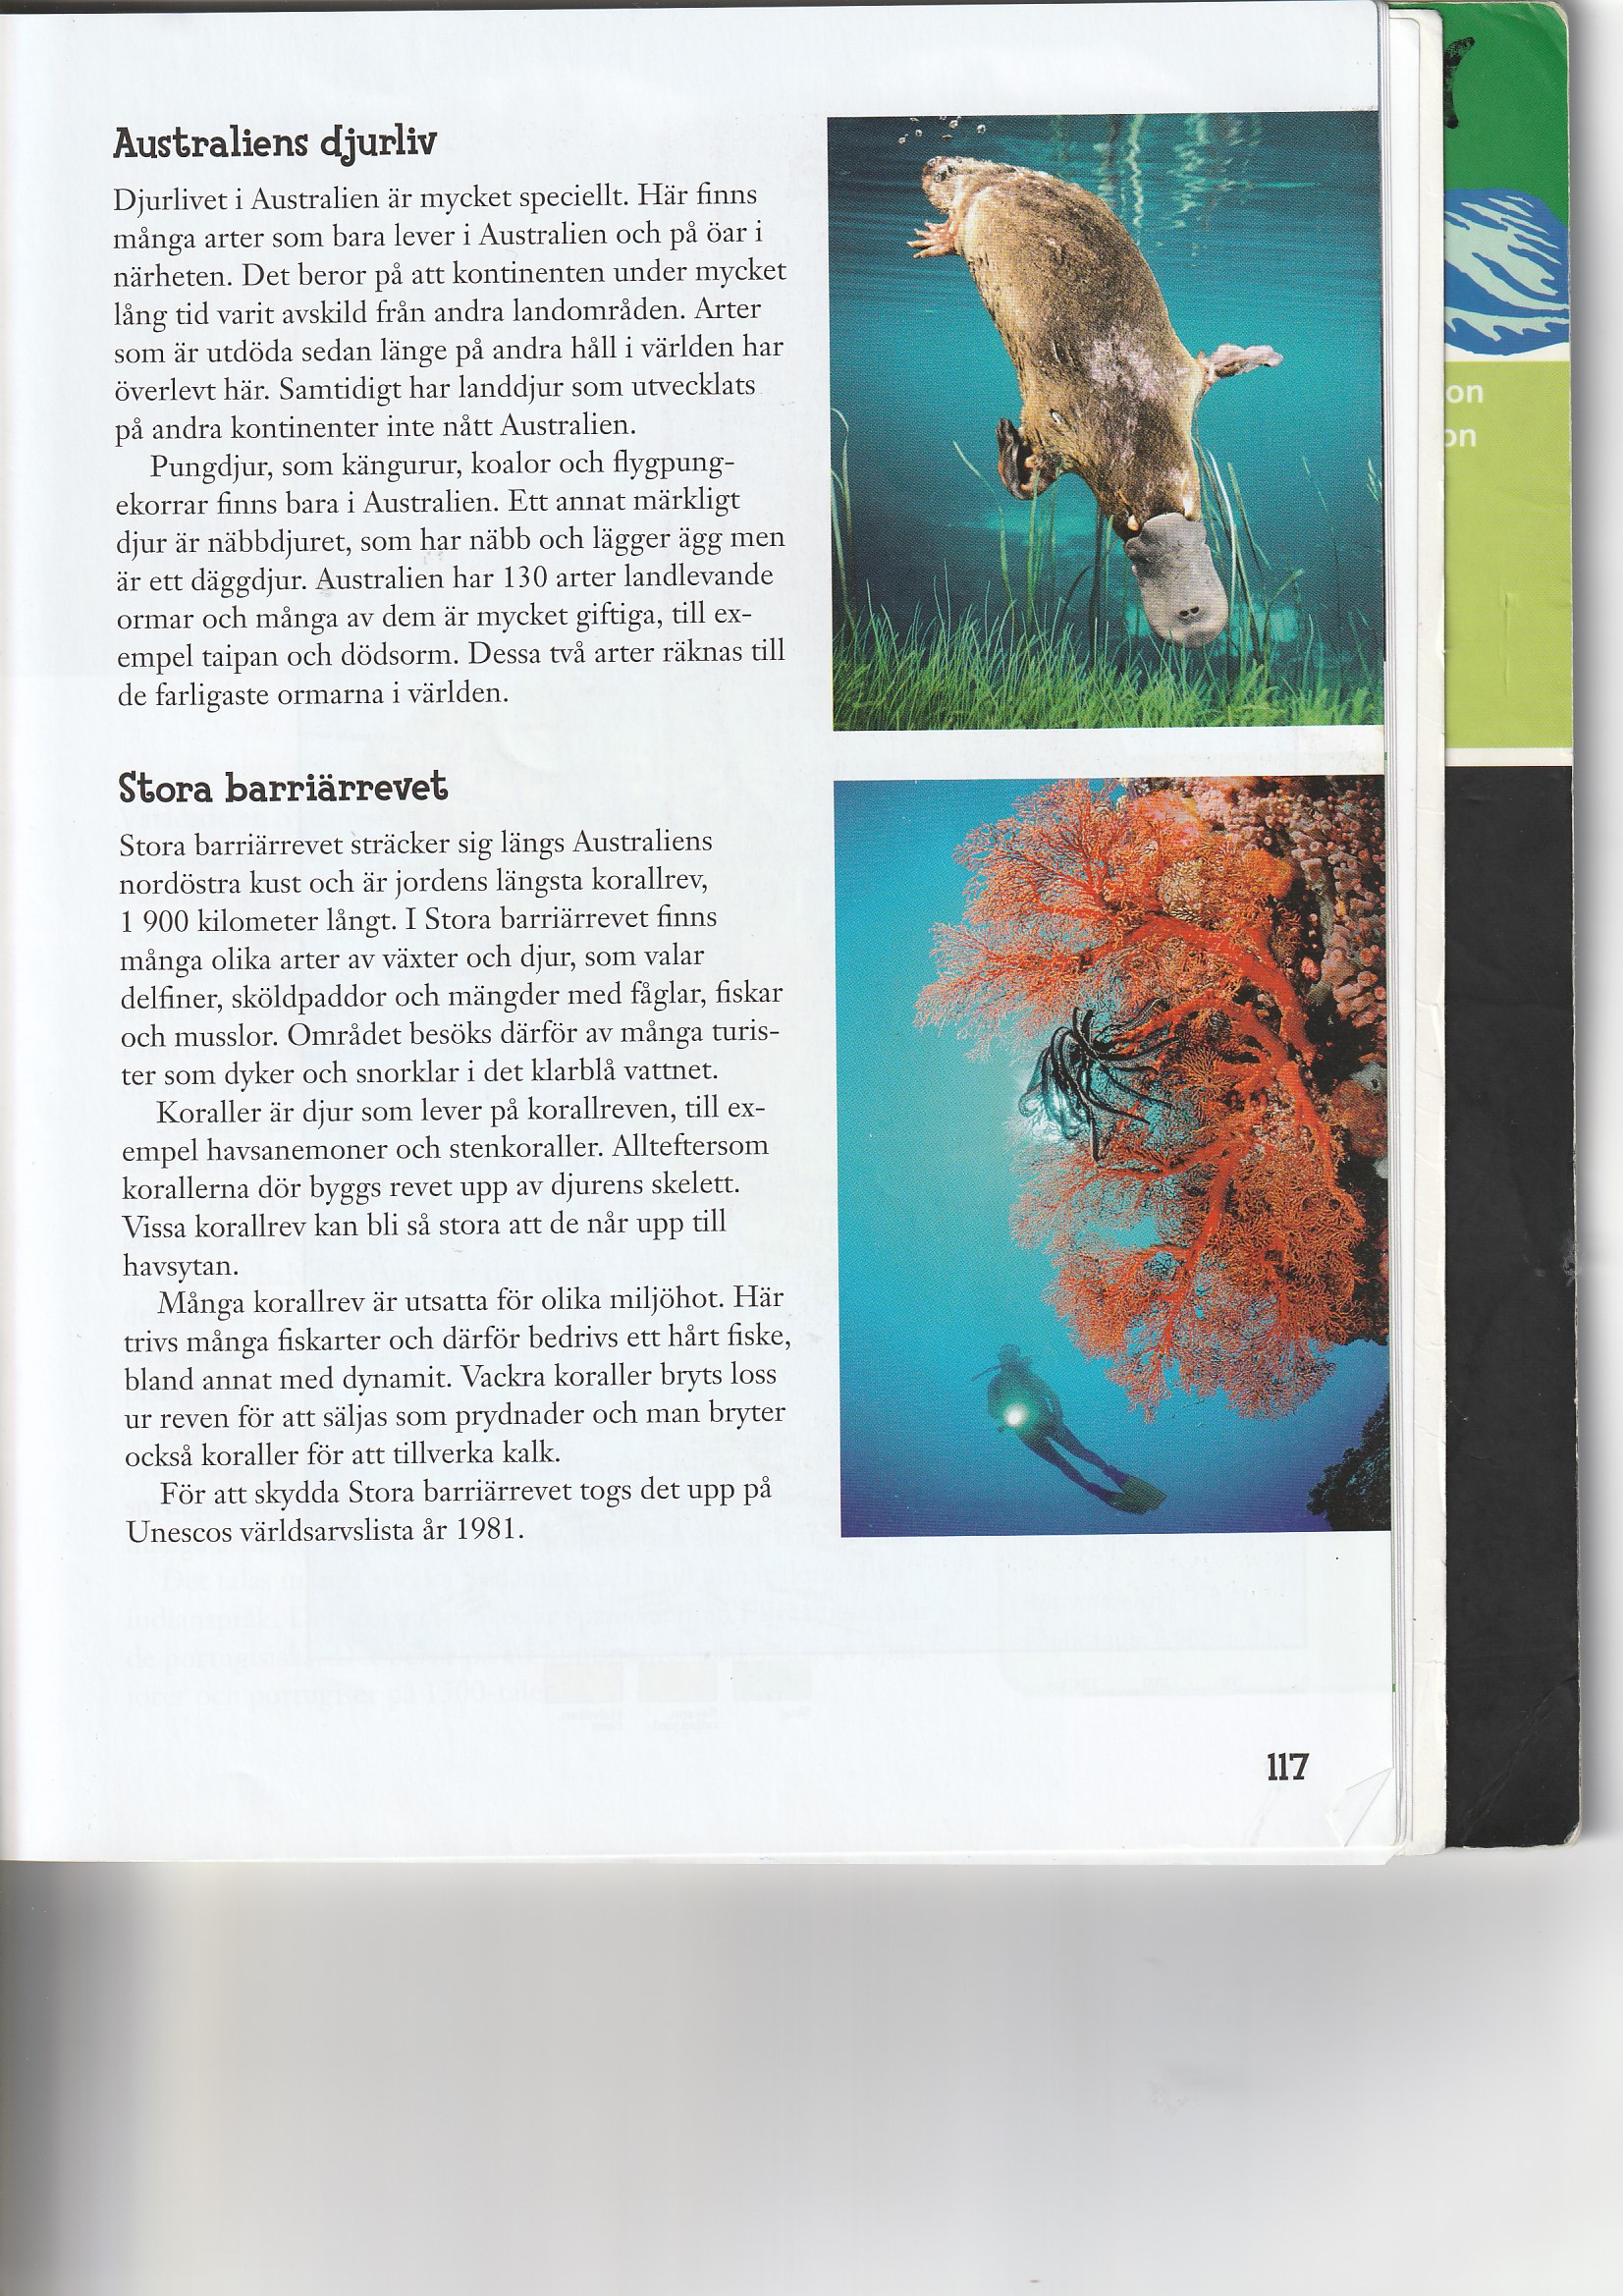 Australiens djurliv
Djurlivet i Australien är mycket speciellt. Här finns
många arter som bara lever i Australien och på öar i
närheten. Det beror på att kontinenten under mycket
lång tid varit avskild från andra landområden. Arter
som är utdöda sedan länge på andra håll i världen har
överlevt här. Samtidigt har landdjur som utvecklats
på andra kontinenter inte nått Australien.
Pungdjur, som kängurur, koalor och flygpung-
ekorrar finns bara i Australien. Ett annat märkligt
djur är näbbdjuret, som har näbb och lägger ägg men
är ett däggdjur. Australien har 130 arter landlevande
ormar och många av dem är mycket giftiga, till ex-
empel taipan och dödsorm. Dessa två arter räknas till
de farligaste ormarna i världen.
Stora barriärrevet
Stora barriärrevet sträcker sig längs Australiens
nordöstra kust och är jordens längsta korallrev,
1 900 kilometer långt. I Stora barriärrevet finns
många olika arter av växter och djur, som valar
delfiner, sköldpaddor och mängder med fåglar, fiskar
och musslor. Området besöks därför av många turis-
ter som dyker och snorklar i det klarblå vattnet.
Koraller är djur som lever på korallreven, till ex-
empel havsanemoner och stenkoraller. Allteftersom
korallerna dör byggs revet upp av djurens skelett.
Vissa korallrev kan bli så stora att de når upp till
havsytan.
Många korallrev är utsatta för olika miljöhot. Här
trivs många fiskarter och därför bedrivs ett hårt fiske,
bland annat med dynamit. Vackra koraller bryts loss
ur reven för att säljas som prydnader och man bryter
också koraller för att tillverka kalk.
För att skydda Stora barriärrevet togs det upp på
Unescos världsarvslista år 1981.
117
on
on